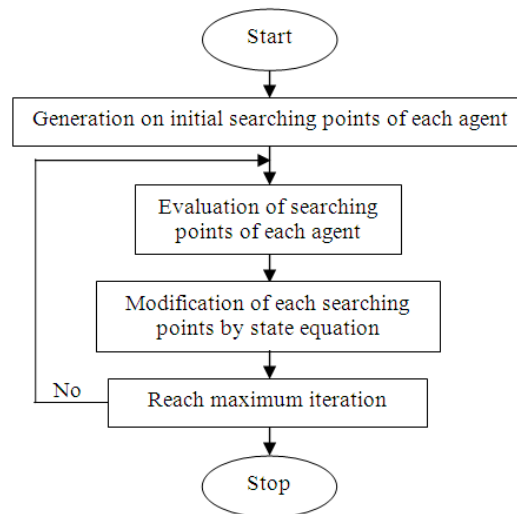 Start
Generation on initial searching points of each agent
Evaluation of searching
points of each agent
Modification of each searching
points by state equation
No
Reach maximum iteration
Stop